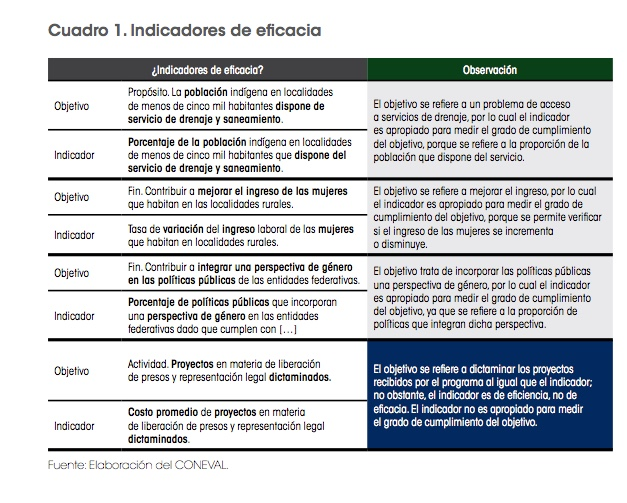 Cuadro 1. Indicadores de eficacia
¿Indicadores de eficacia?
Observación
Objetivo
Propósito. La población indígena en localidades
de menos de cinco mil habitantes dispone de
servicio de drenaje y saneamiento.
Indicador
Porcentaje de la población indígena en localidades
de menos de cinco mil habitantes que dispone del
servicio de drenaje y saneamiento.
El objetivo se refiere a un problema de acceso
a servicios de drenaje, por lo cual el indicador
es apropiado para medir el grado de cumplimiento
del objetivo, porque se refiere a la proporción de la
población que dispone del servicio.
Objetivo
Fin. Contribuir a mejorar el ingreso de las mujeres
que habitan en las localidades rurales.
Indicador
Tasa de variación del ingreso laboral de las mujeres
que habitan en localidades rurales.
El objetivo se refiere a mejorar el ingreso, por lo cual
el indicador es apropiado para medir el grado de
cumplimiento del objetivo, porque se permite verificar
si el ingreso de las mujeres se incrementa
o disminuye.
Objetivo
Fin. Contribuir a integrar una perspectiva de género
en las políticas públicas de las entidades federativas.
Indicador
Porcentaje de políticas públicas que incorporan
una perspectiva de género en las entidades
federativas dado que cumplen con [...]
El objetivo trata de incorporar las políticas públicas
una perspectiva de género, por lo cual el indicador
es apropiado para medir el grado de cumplimiento
del objetivo, ya que se refiere a la proporción de
políticas que integran dicha perspectiva.
Objetivo
Actividad. Proyectos en materia de liberación
de presos y representación legal dictaminados.
Indicador
Costo promedio de proyectos en materia
de liberación de presos y representación legal
dictaminados.
El objetivo se refiere a dictaminar los proyectos
recibidos por el programa al igual que el indicador;
no obstante, el indicador es de eficiencia, no de
eficacia. El indicador no es apropiado para medir
el grado de cumplimiento del objetivo.
Fuente: Elaboración del CONEVAL.